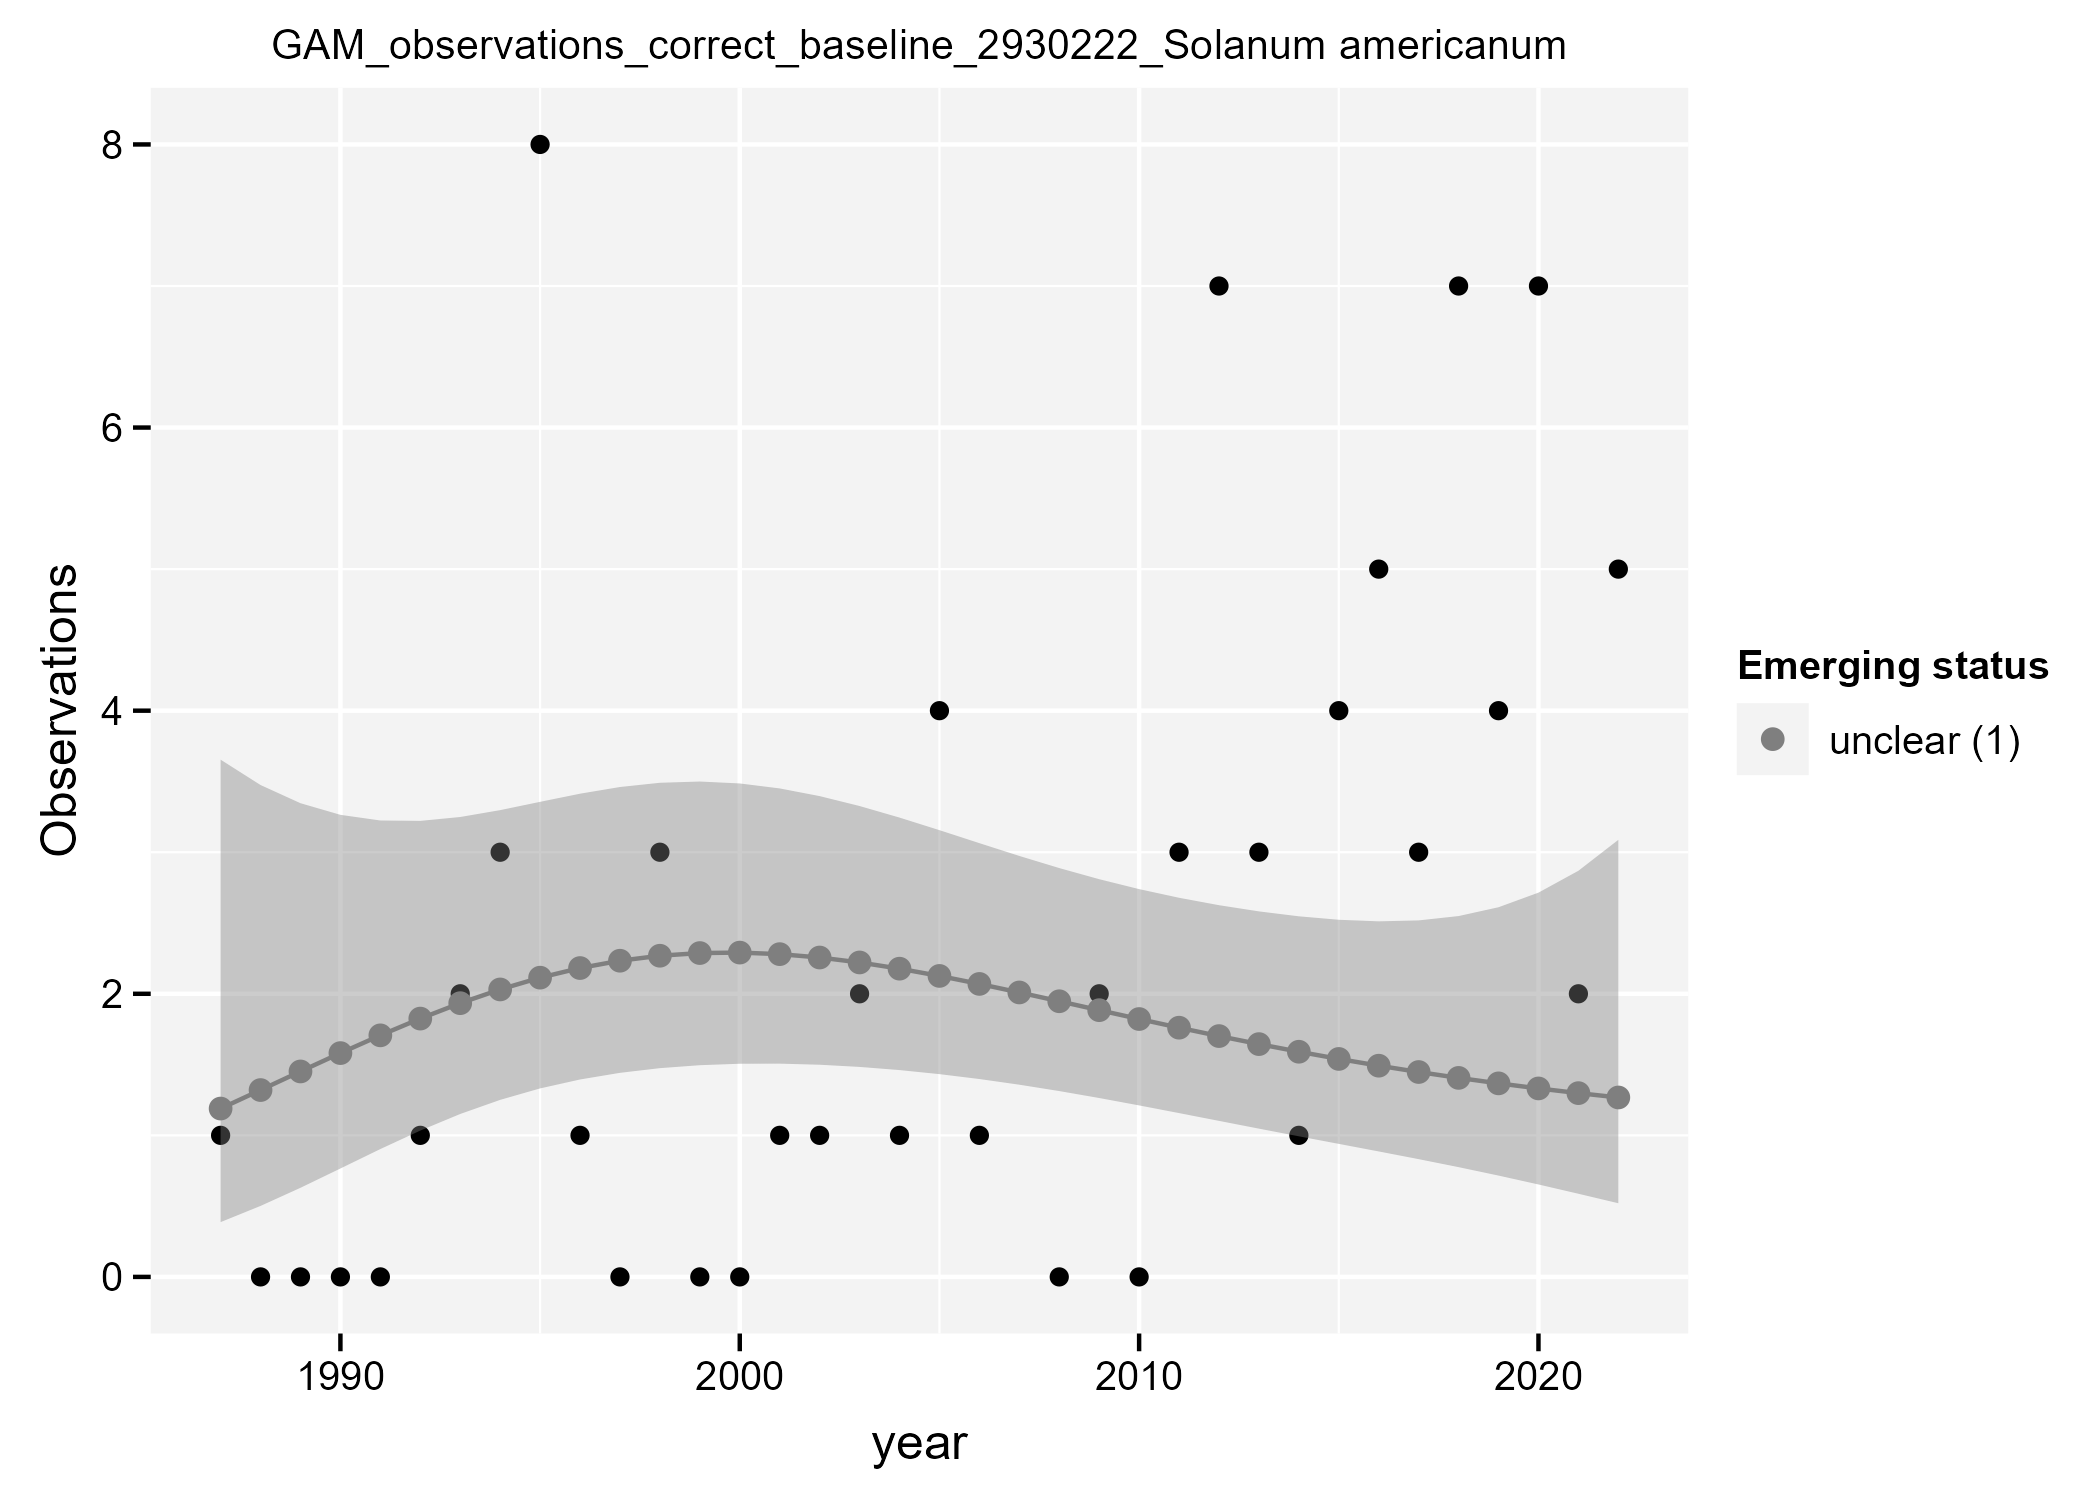 GAM_observations_correct_baseline_2930222_Solanum americanum
8
6
4
2
0
Observations
1990 2000 2010 2020
year
Emerging status
unclear (1)